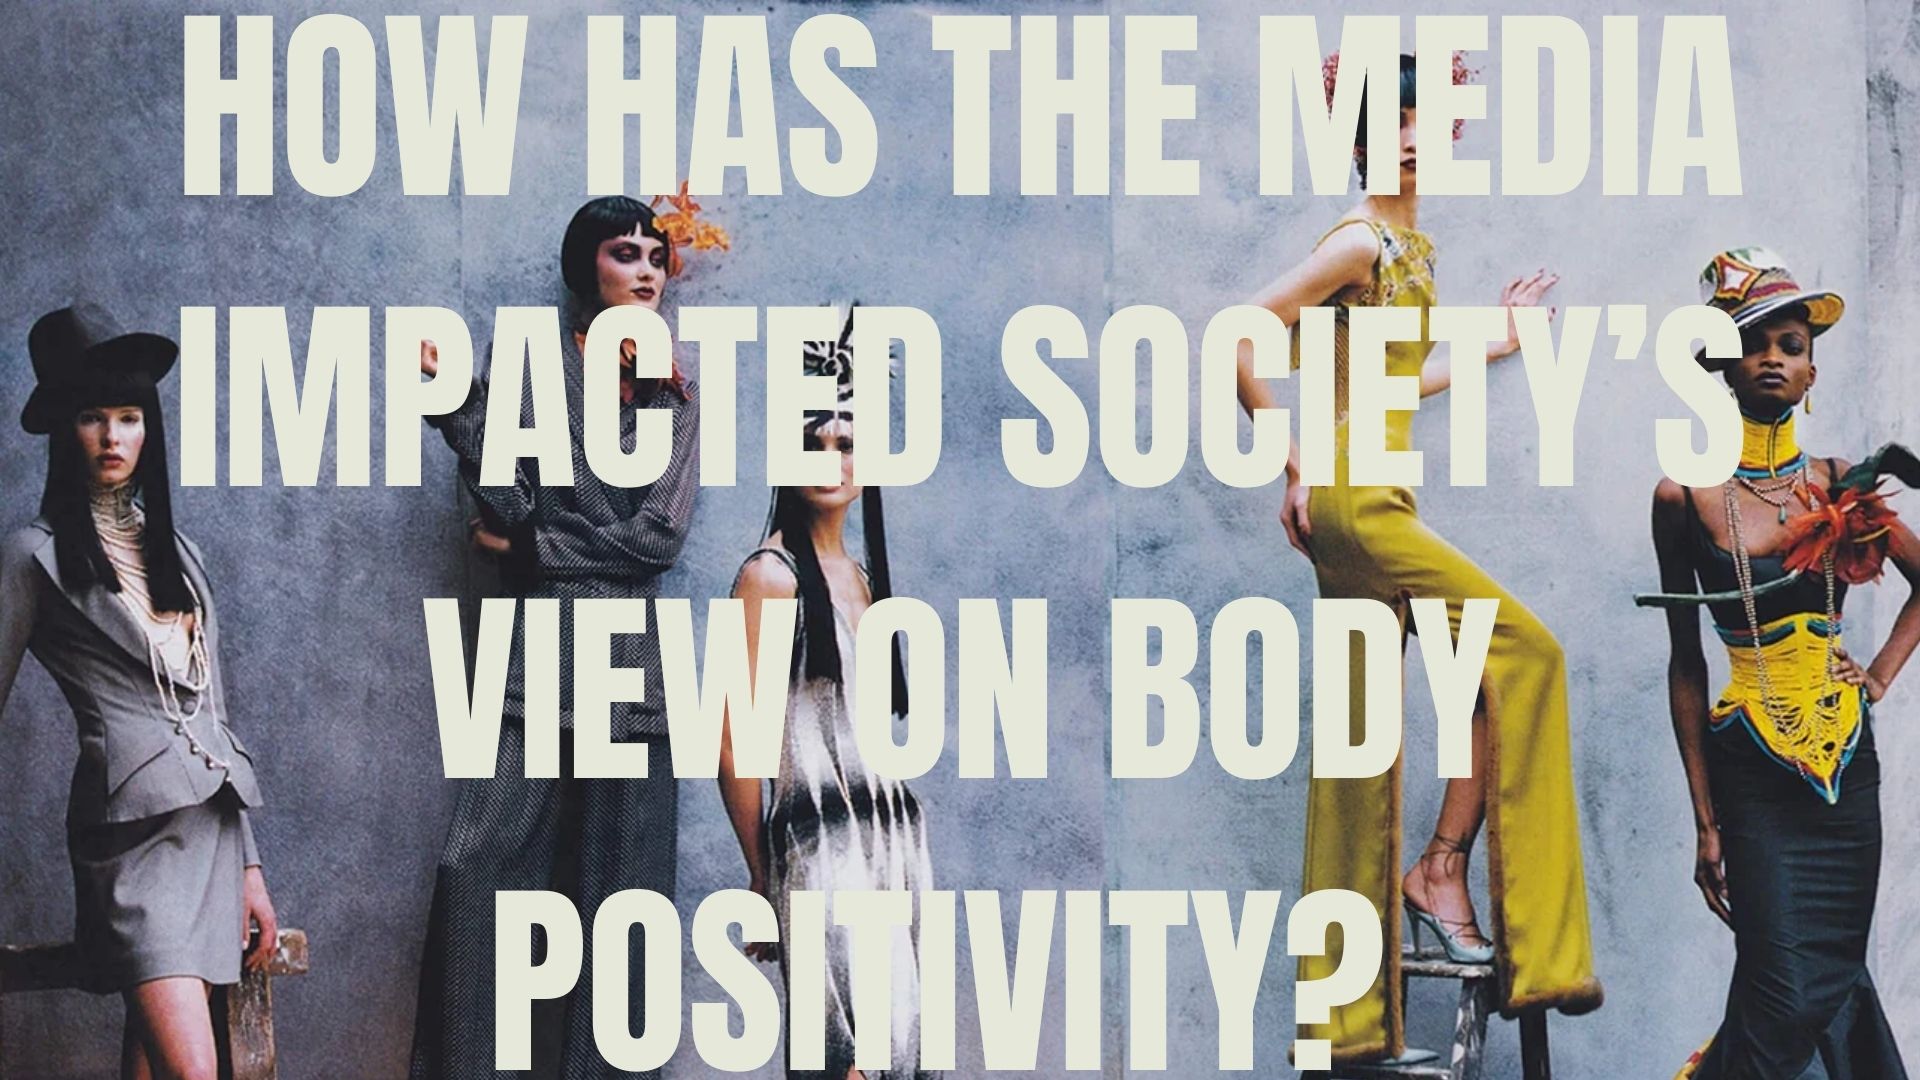 HOW HAS THE MEDIA
IMPACTED SOCIETY’S
VIEW ON BODY
POSITIVITY?